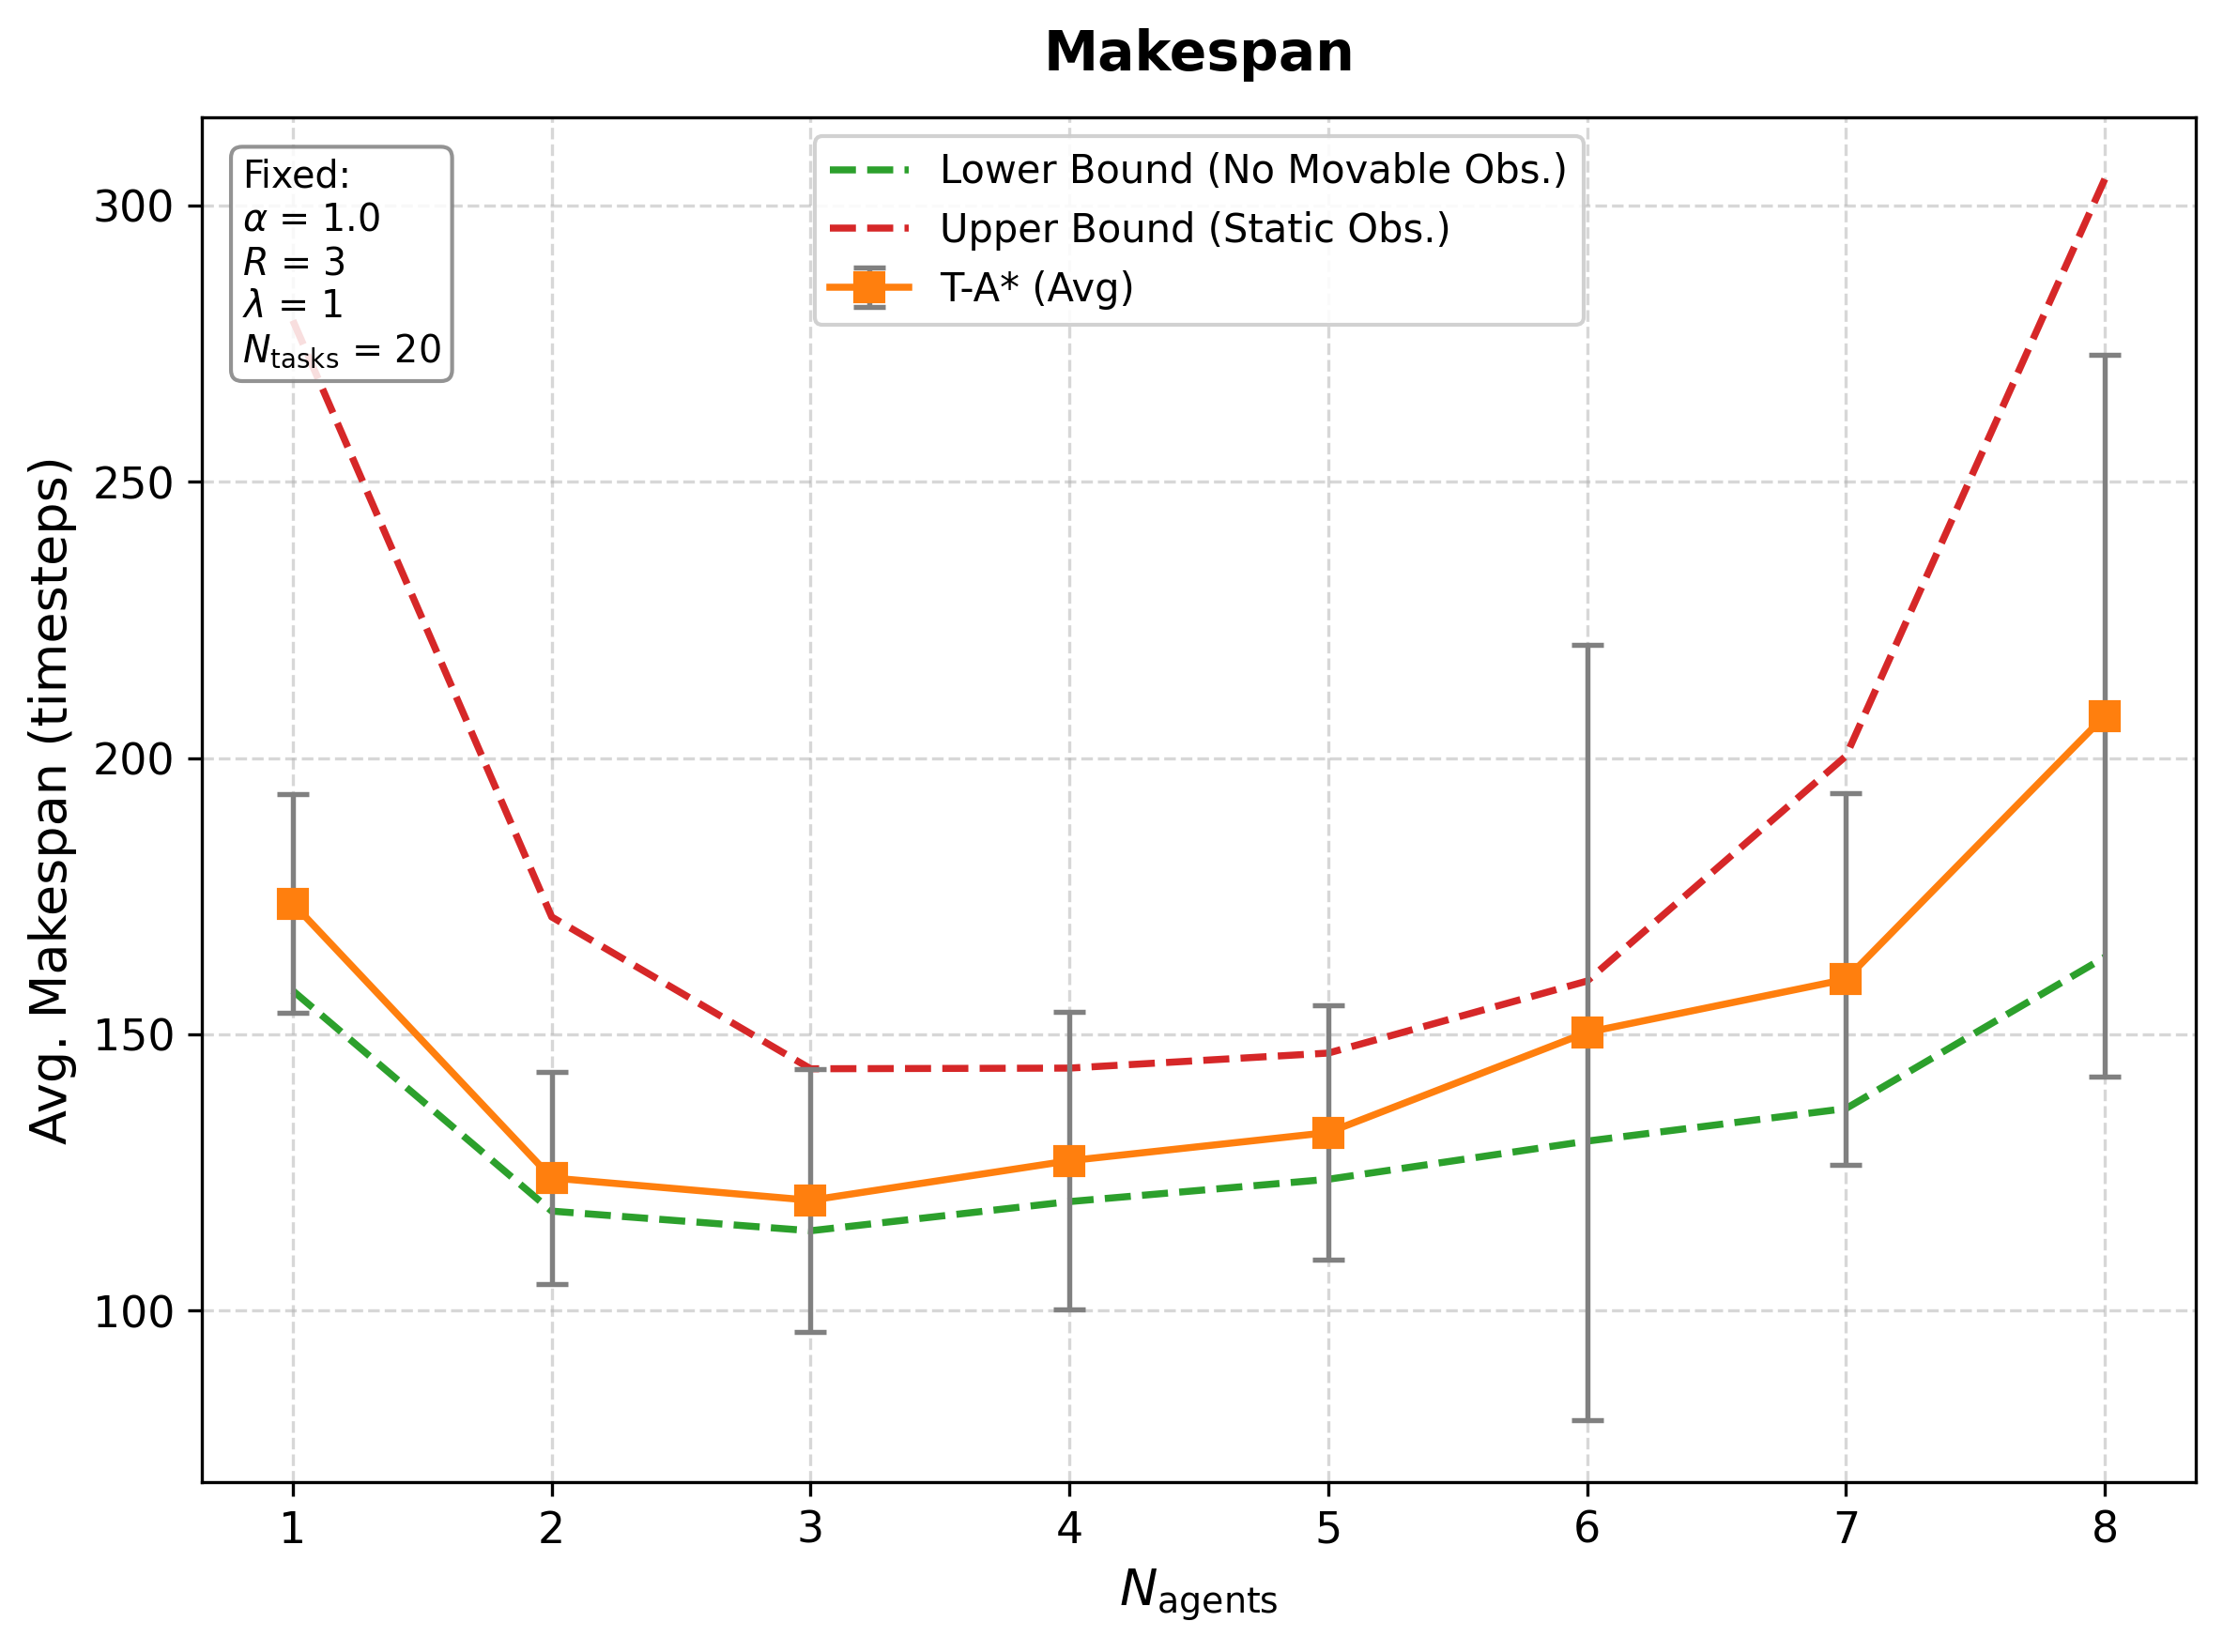 Makespan
Fixed:
α = 1.0
R = 3
λ = 1
N_tasks = 20
Lower Bound (No Movable Obs.)
Upper Bound (Static Obs.)
T-A* (Avg)
Avg. Makespan (timesteps)
300
250
200
150
100
1 2 3 4 5 6 7 8
N_agents